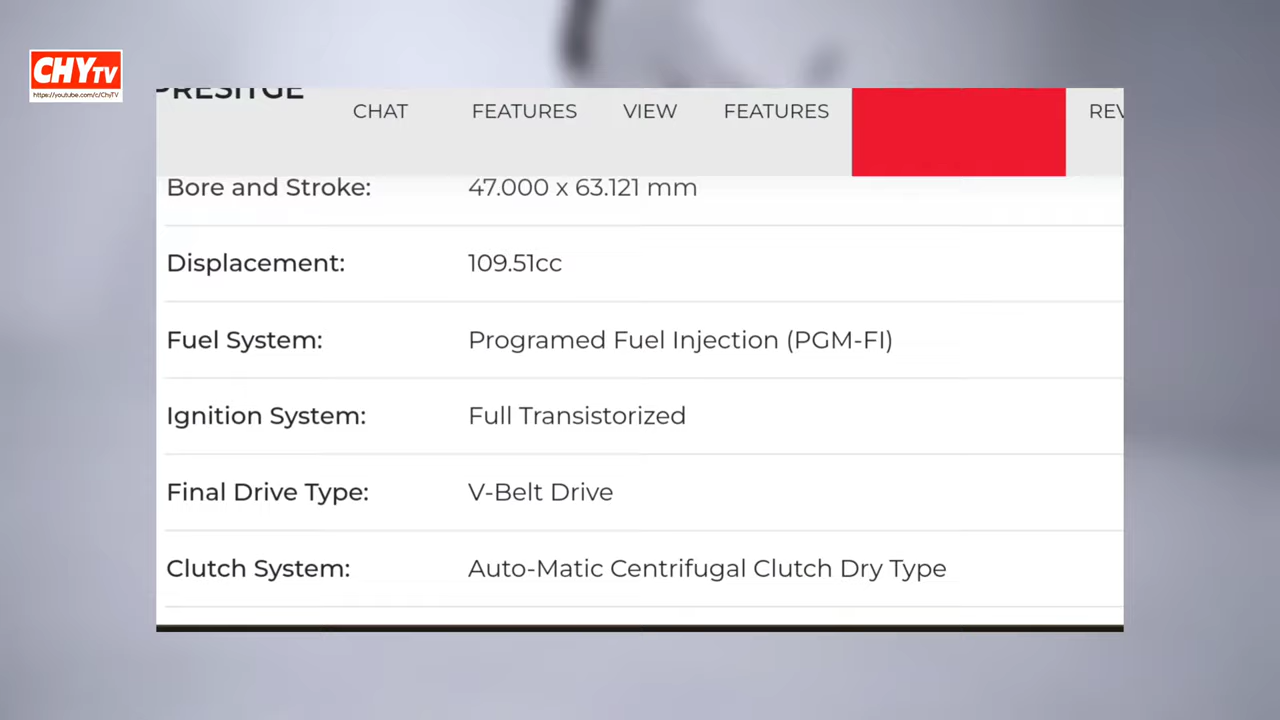 CHYTV
https://youtube.com/c/ChyTV
PRESITGE
CHAT FEATURES VIEW FEATURES REV
Bore and Stroke: 47.000 x 63.121 mm
Displacement: 109.51cc
Fuel System: Programed Fuel Injection (PGM-FI)
Ignition System: Full Transistorized
Final Drive Type: V-Belt Drive
Clutch System: Auto-Matic Centrifugal Clutch Dry Type